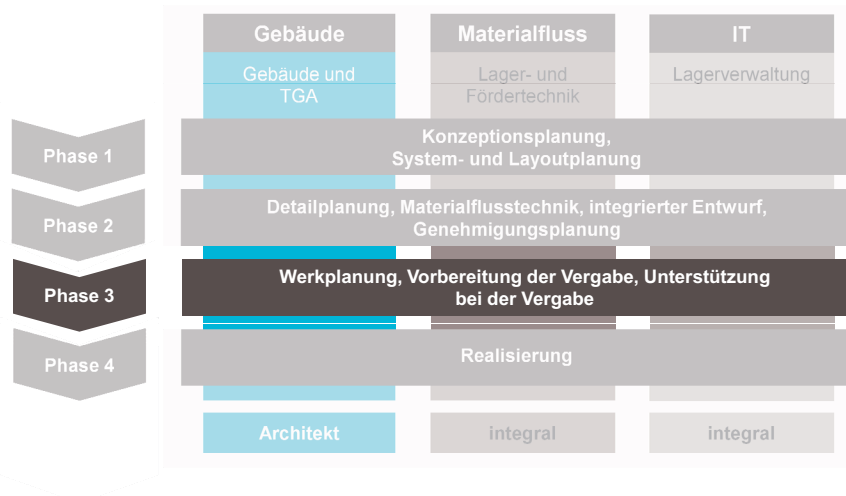 Gebäude
Materialfluss
IT
Gebäude und
TGA
Lager- und
Fördertechnik
Lagerverwaltung
Phase 1
Konzeptionsplanung,
System- und Layoutplanung
Phase 2
Detailplanung, Materialflusstechnik, integrierter Entwurf,
Genehmigungsplanung
Phase 3
Werkplanung, Vorbereitung der Vergabe, Unterstützung
bei der Vergabe
Phase 4
Realisierung
Architekt
integral
integral